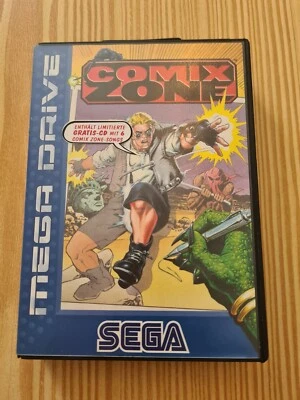 COMIX
ZONE
ENTHÄLT LIMITIERTE
GRATIS-CD MIT 6
COMIX ZONE-SONGS
MEGA DRIVE
SEGA